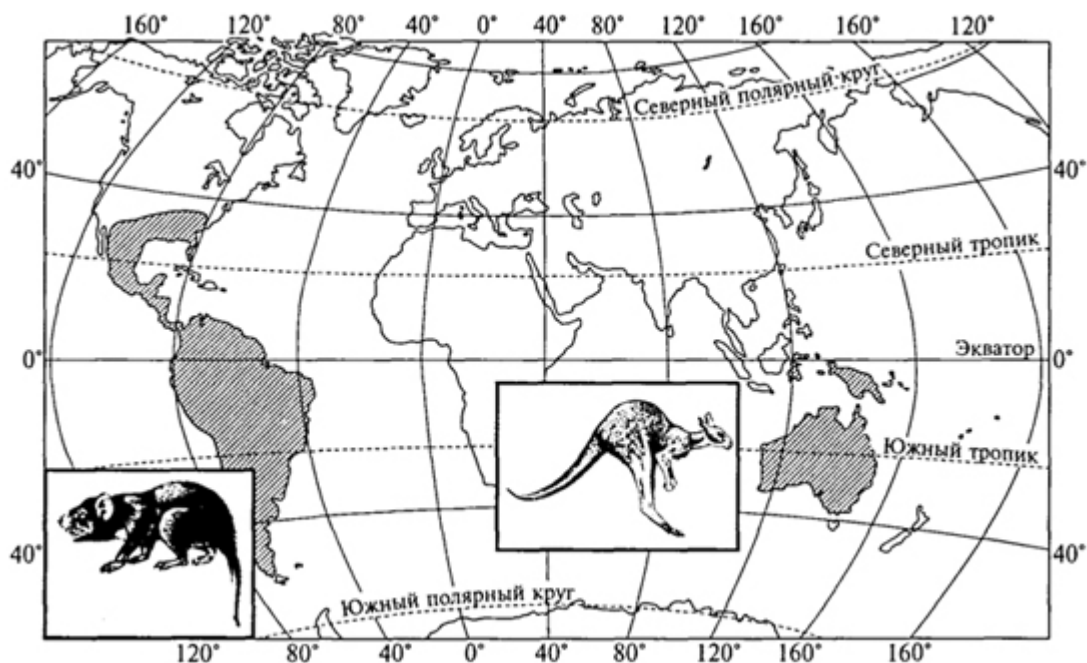 160° 120° 80° 40° 0° 40° 80° 120° 160° 160° 120°
Северный полярный круг
40° 40°
Северный тропик
Экватор
0° 0°
Южный тропик
40° 40°
Южный полярный круг
120° 80° 40° 0° 40° 80° 120° 160° 160°